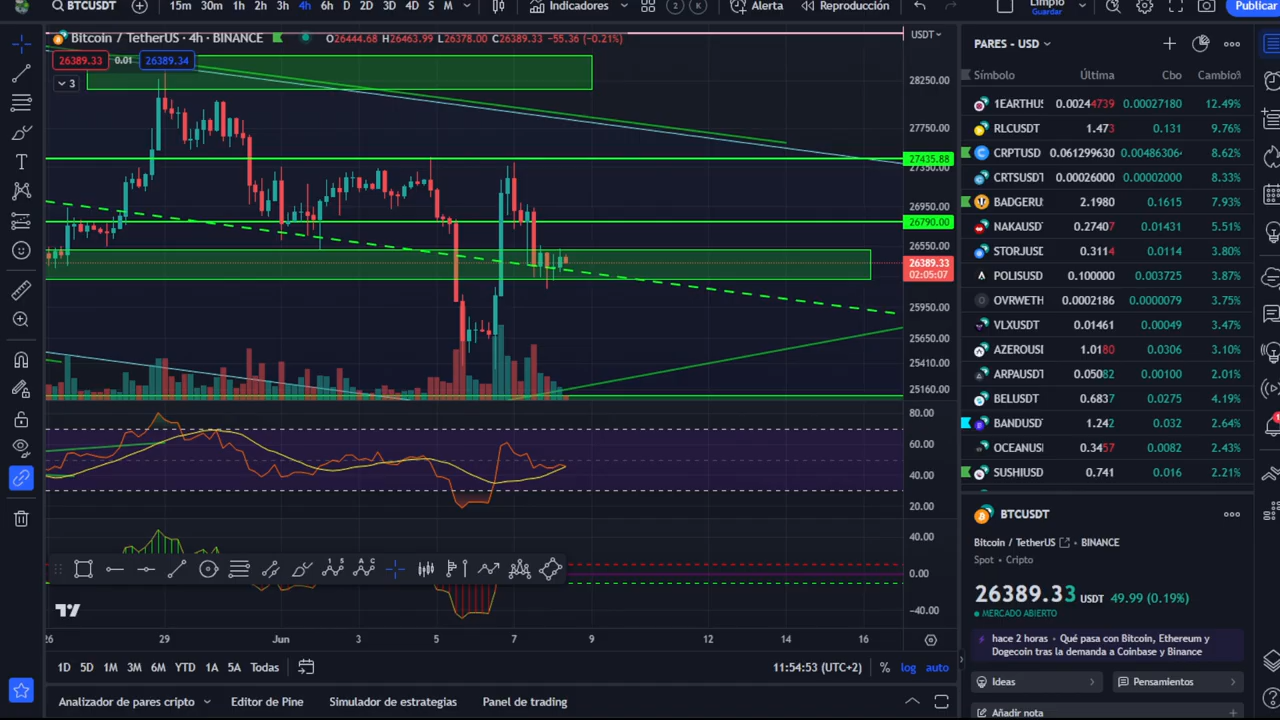 BTCUSDT 15m 30m 1h 2h 3h 4h 6h D 2D 3D 4D S M Indicadores Alerta Reproducción Limpio Guardar Publicar
Bitcoin / TetherUS · 4h · BINANCE O26444.68 H26463.99 L26378.00 C26389.33 −55.36 (−0.21%) USDT
26389.33 0.01 26389.34
3
28250.00
27750.00
27435.88
27350.00
26950.00
26790.00
26550.00
26389.33
02:05:07
25950.00
25650.00
25410.00
25160.00
80.00
60.00
40.00
20.00
40.00
0.00
−40.00
26 29 Jun 3 5 7 9 12 14 16
1D 5D 1M 3M 6M YTD 1A 5A Todas 11:54:53 (UTC+2) % log auto
Analizador de pares cripto Editor de Pine Simulador de estrategias Panel de trading
PARES - USD
Símbolo Última Cbo Cambio%
1EARTHUS 0.00244739 0.00027180 12.49%
RLCUSDT 1.473 0.131 9.76%
CRPTUSD 0.061299630 0.00486306 8.62%
CRTSUSDT 0.00026000 0.00002000 8.33%
BADGERU 2.1980 0.1615 7.93%
NAKAUSD 0.27407 0.01431 5.51%
STORJUSD 0.3114 0.0114 3.80%
POLISUSD 0.100000 0.003725 3.87%
OVRWETH 0.0002186 0.0000079 3.75%
VLXUSDT 0.01461 0.00049 3.47%
AZEROUSD 1.0180 0.0306 3.10%
ARPAUSDT 0.05082 0.00100 2.01%
BELUSDT 0.6837 0.0275 4.19%
BANDUSD 1.242 0.032 2.64%
OCEANUS 0.3457 0.0082 2.43%
SUSHIUSD 0.741 0.016 2.21%
BTCUSDT
Bitcoin / TetherUS · BINANCE
Spot · Cripto
26389.33 USDT 49.99 (0.19%)
MERCADO ABIERTO
hace 2 horas · Qué pasa con Bitcoin, Ethereum y
Dogecoin tras la demanda a Coinbase y Binance
Ideas Pensamientos
Añadir nota